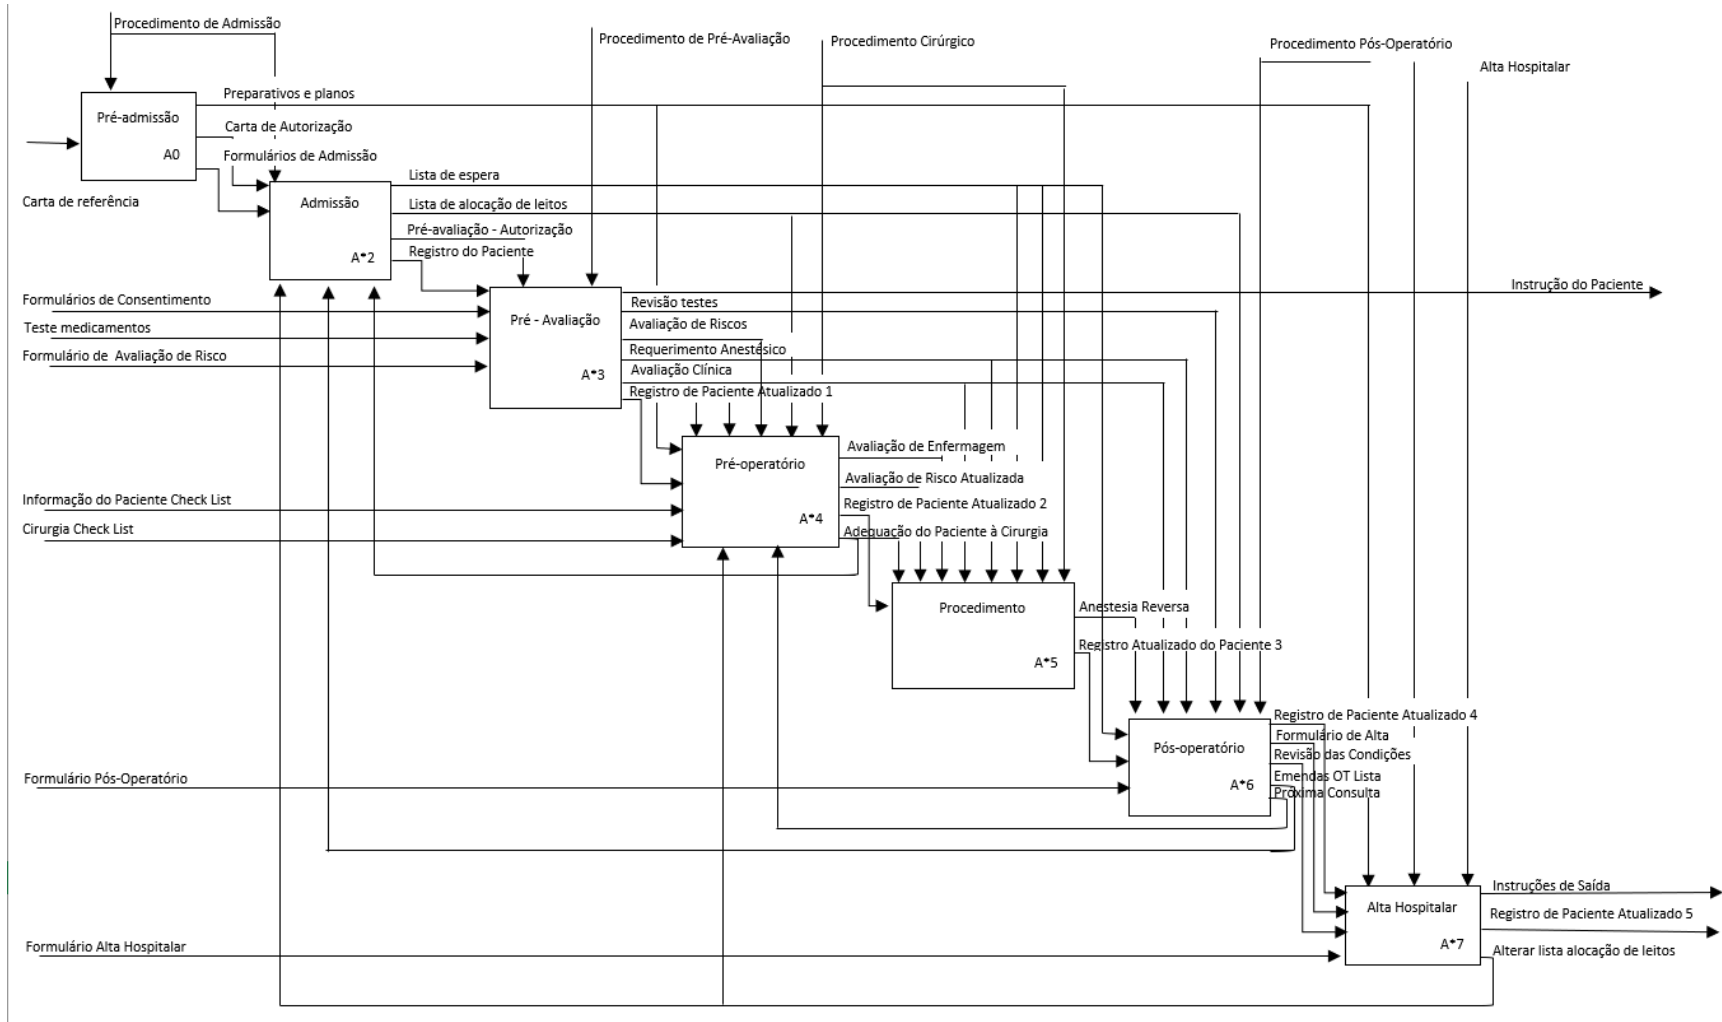 Procedimento de Admissão
Procedimento de Pré-Avaliação
Procedimento Cirúrgico
Procedimento Pós-Operatório
Alta Hospitalar
Preparativos e planos
Pré-admissão
Carta de Autorização
A0
Formulários de Admissão
Lista de espera
Carta de referência
Admissão
Lista de alocação de leitos
Pré-avaliação - Autorização
Registro do Paciente
A*2
Instrução do Paciente
Formulários de Consentimento
Revisão testes
Pré - Avaliação
Avaliação de Riscos
Teste medicamentos
Requerimento Anestésico
Formulário de Avaliação de Risco
Avaliação Clínica
A*3
Registro de Paciente Atualizado 1
Avaliação de Enfermagem
Pré-operatório
Avaliação de Risco Atualizada
Informação do Paciente Check List
Registro de Paciente Atualizado 2
A*4
Cirurgia Check List
Adequação do Paciente à Cirurgia
Procedimento
Anestesia Reversa
Registro Atualizado do Paciente 3
A*5
Registro de Paciente Atualizado 4
Formulário de Alta
Pós-operatório
Revisão das Condições
Formulário Pós-Operatório
Emendas OT Lista
A*6
Próxima Consulta
Instruções de Saída
Alta Hospitalar
Registro de Paciente Atualizado 5
A*7
Formulário Alta Hospitalar
Alterar lista alocação de leitos